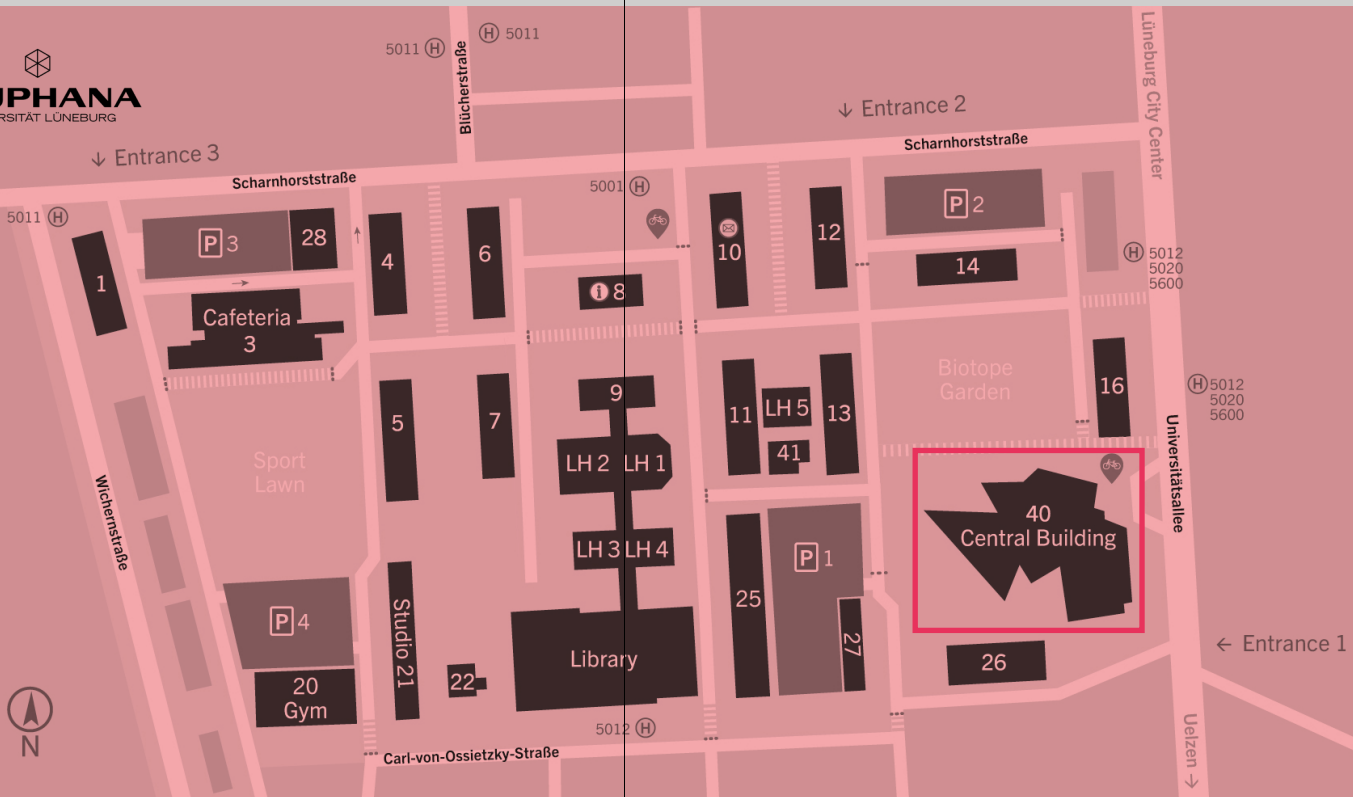 UPHANA
RSITÄT LÜNEBURG
5011 H
H 5011
Blücherstraße
Lüneburg City Center
↓ Entrance 2
↓ Entrance 3
Scharnhorststraße
Scharnhorststraße
5001 H
5011 H
P 3
28
4
6
10
12
P 2
1
i 8
14
H 5012
5020
5600
Cafeteria
3
5
7
9
11
LH 5
13
Biotope
Garden
16
H 5012
5020
5600
41
Sport
Lawn
LH 2
LH 1
Wichernstraße
Universitätsallee
40
Central Building
LH 3
LH 4
P 1
25
27
P 4
Studio 21
Library
26
← Entrance 1
22
20
Gym
N
5012 H
Carl-von-Ossietzky-Straße
Uelzen →